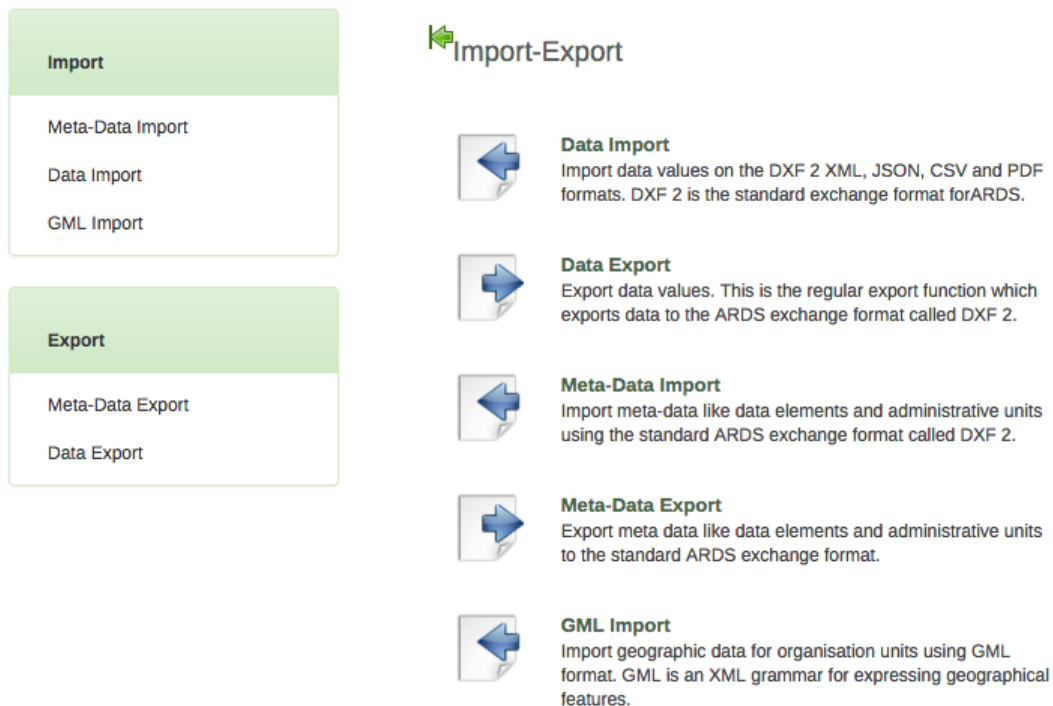 Import
Meta-Data Import
Data Import
GML Import
Export
Meta-Data Export
Data Export
Import-Export
Data Import
Import data values on the DXF 2 XML, JSON, CSV and PDF
formats. DXF 2 is the standard exchange format forARDS.
Data Export
Export data values. This is the regular export function which
exports data to the ARDS exchange format called DXF 2.
Meta-Data Import
Import meta-data like data elements and administrative units
using the standard ARDS exchange format called DXF 2.
Meta-Data Export
Export meta data like data elements and administrative units
to the standard ARDS exchange format.
GML Import
Import geographic data for organisation units using GML
format. GML is an XML grammar for expressing geographical
features.